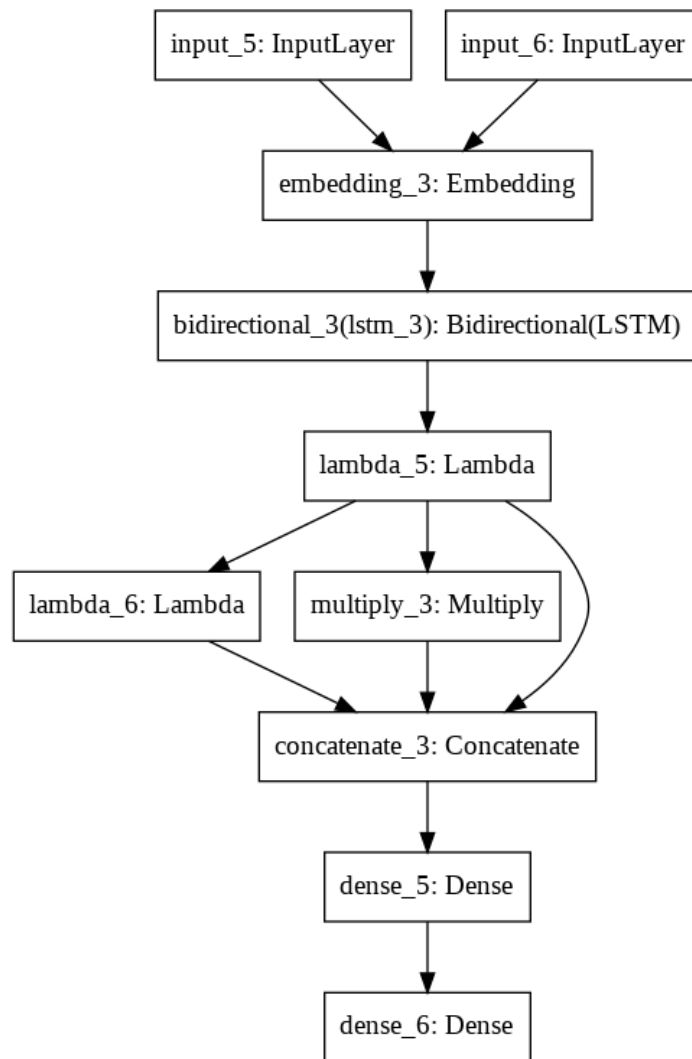 input_5: InputLayer
input_6: InputLayer
embedding_3: Embedding
bidirectional_3(lstm_3): Bidirectional(LSTM)
lambda_5: Lambda
lambda_6: Lambda
multiply_3: Multiply
concatenate_3: Concatenate
dense_5: Dense
dense_6: Dense